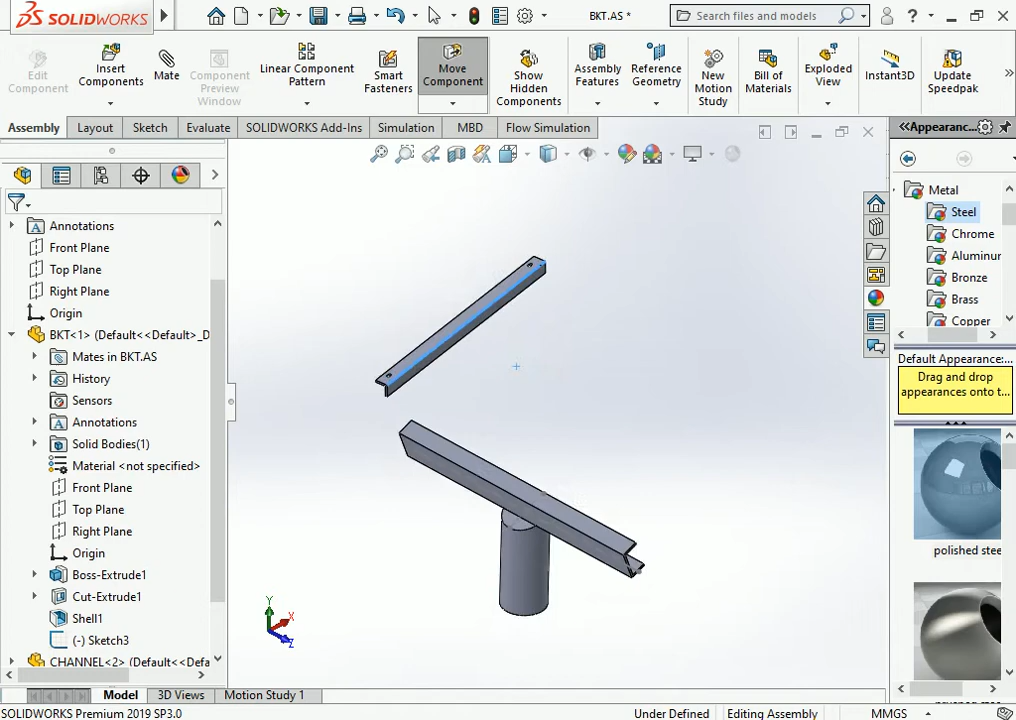 SOLIDWORKS
BKT.AS *
Search files and models
Edit
Component
Insert
Components
Mate
Component
Preview
Window
Linear Component
Pattern
Smart
Fasteners
Move
Component
Show
Hidden
Components
Assembly
Features
Reference
Geometry
New
Motion
Study
Bill of
Materials
Exploded
View
Instant3D
Update
Speedpak
Assembly
Layout
Sketch
Evaluate
SOLIDWORKS Add-Ins
Simulation
MBD
Flow Simulation
Annotations
Front Plane
Top Plane
Right Plane
Origin
BKT<1> (Default<<Default>_D
Mates in BKT.AS
History
Sensors
Annotations
Solid Bodies(1)
Material <not specified>
Front Plane
Top Plane
Right Plane
Origin
Boss-Extrude1
Cut-Extrude1
Shell1
(-) Sketch3
CHANNEL<2> (Default<<Defa
Y
X
Z
<<Appearanc...
Metal
Steel
Chrome
Aluminur
Bronze
Brass
Copper
Default Appearance:...
Drag and drop
appearances onto t...
polished stee
Model
3D Views
Motion Study 1
SOLIDWORKS Premium 2019 SP3.0
Under Defined
Editing Assembly
MMGS